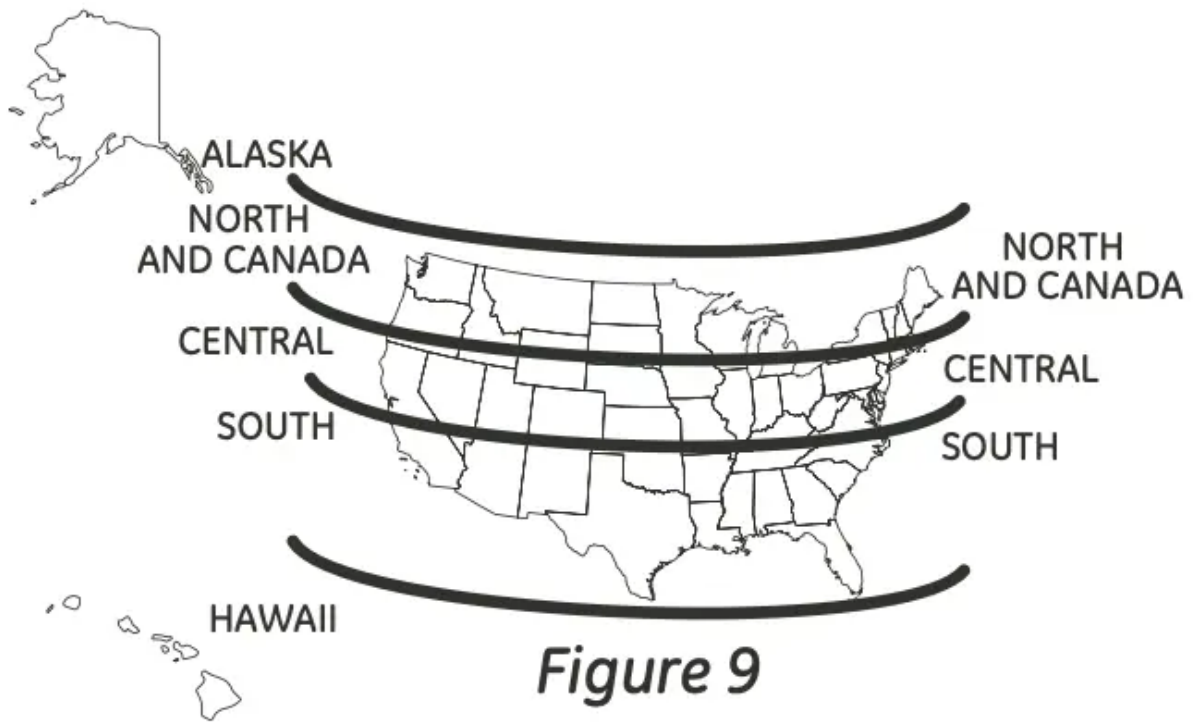 ALASKA
NORTH
AND CANADA
NORTH
AND CANADA
CENTRAL
CENTRAL
SOUTH
SOUTH
HAWAII
Figure 9